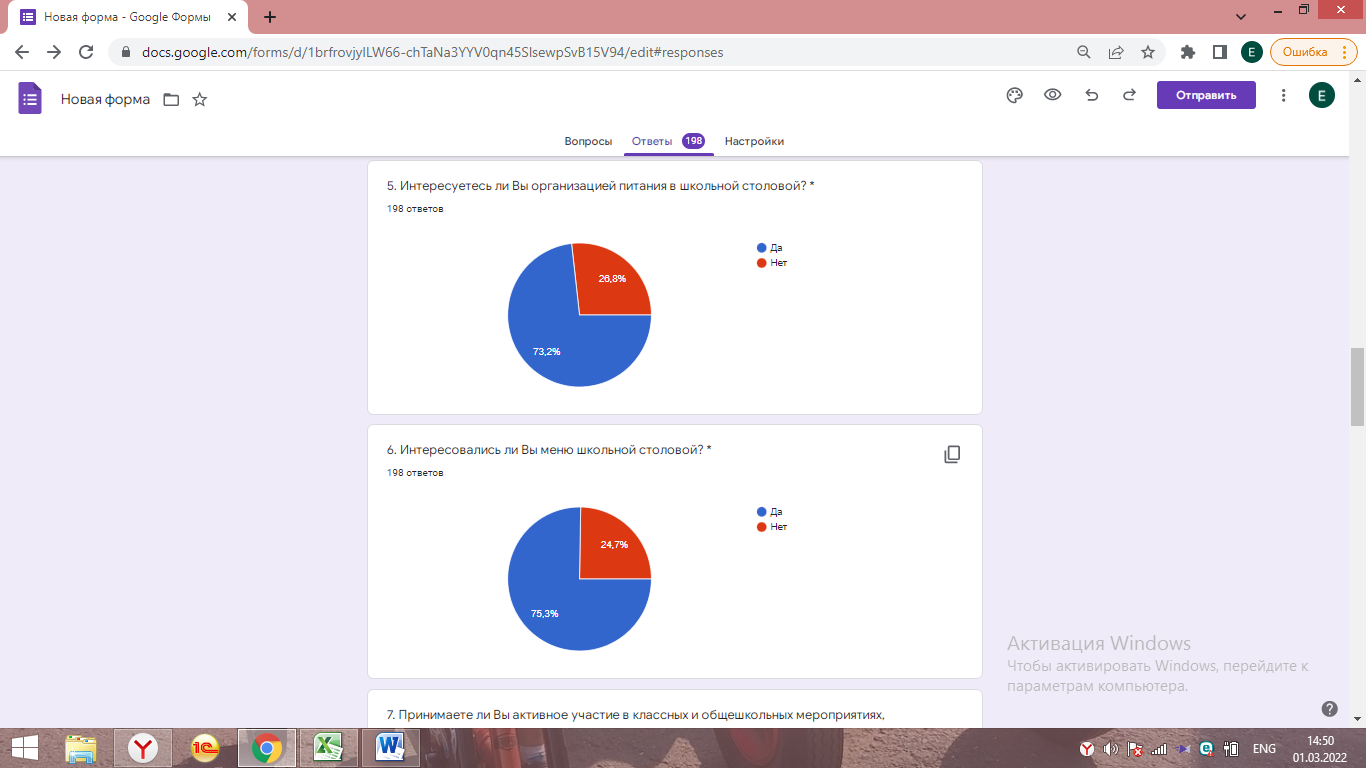 Новая форма - Google Формы
docs.google.com/forms/d/1brfrovjyILW66-chTaNa3YYV0qn45SIsewpSvB15V94/edit#responses
E
Ошибка
Новая форма
Отправить
E
Вопросы
Ответы 198
Настройки
5. Интересуетесь ли Вы организацией питания в школьной столовой? *
198 ответов
Да
Нет
26,8%
73,2%
6. Интересовались ли Вы меню школьной столовой? *
198 ответов
Да
Нет
24,7%
75,3%
Активация Windows
Чтобы активировать Windows, перейдите к
параметрам компьютера.
7. Принимаете ли Вы активное участие в классных и общешкольных мероприятиях,
ENG
14:50
01.03.2022